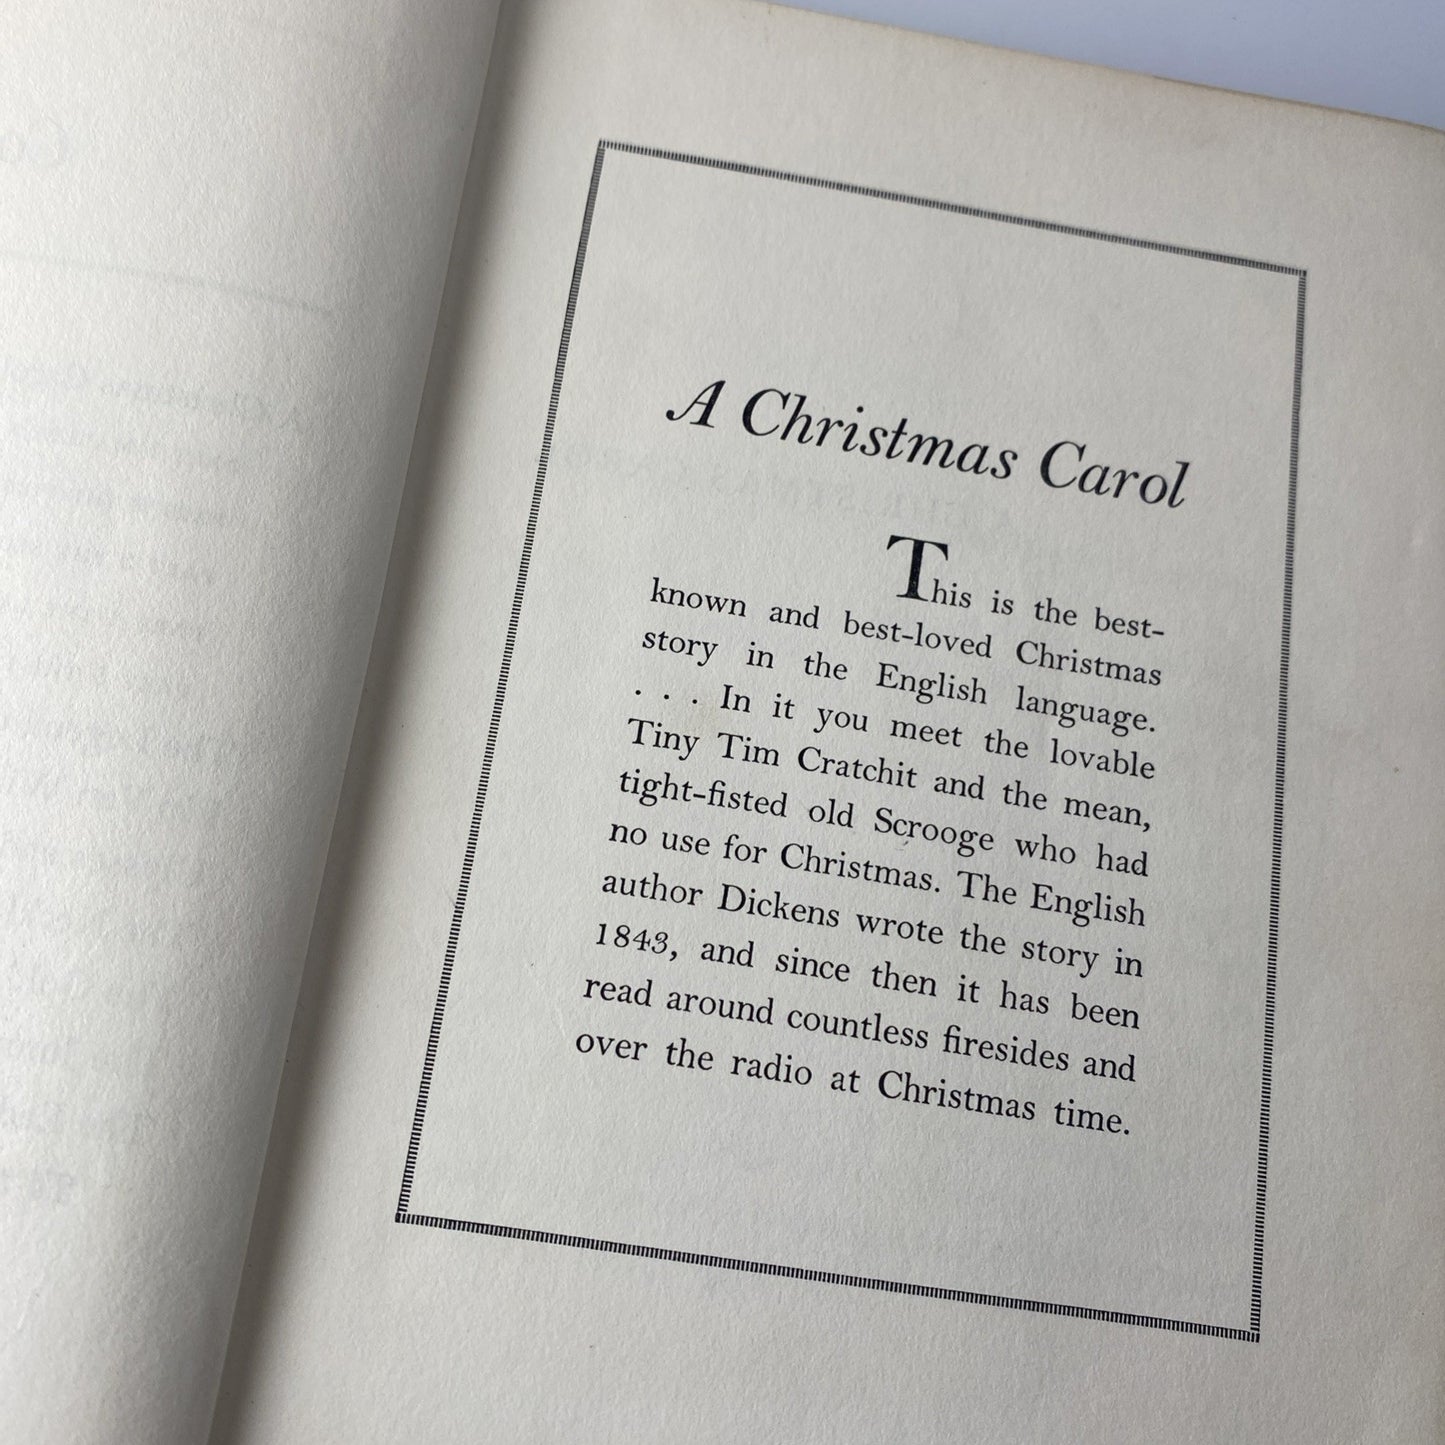 A Christmas Carol
This is the best-
known and best-loved Christmas
story in the English language.
. . . In it you meet the lovable
Tiny Tim Cratchit and the mean,
tight-fisted old Scrooge who had
no use for Christmas. The English
author Dickens wrote the story in
1843, and since then it has been
read around countless firesides and
over the radio at Christmas time.